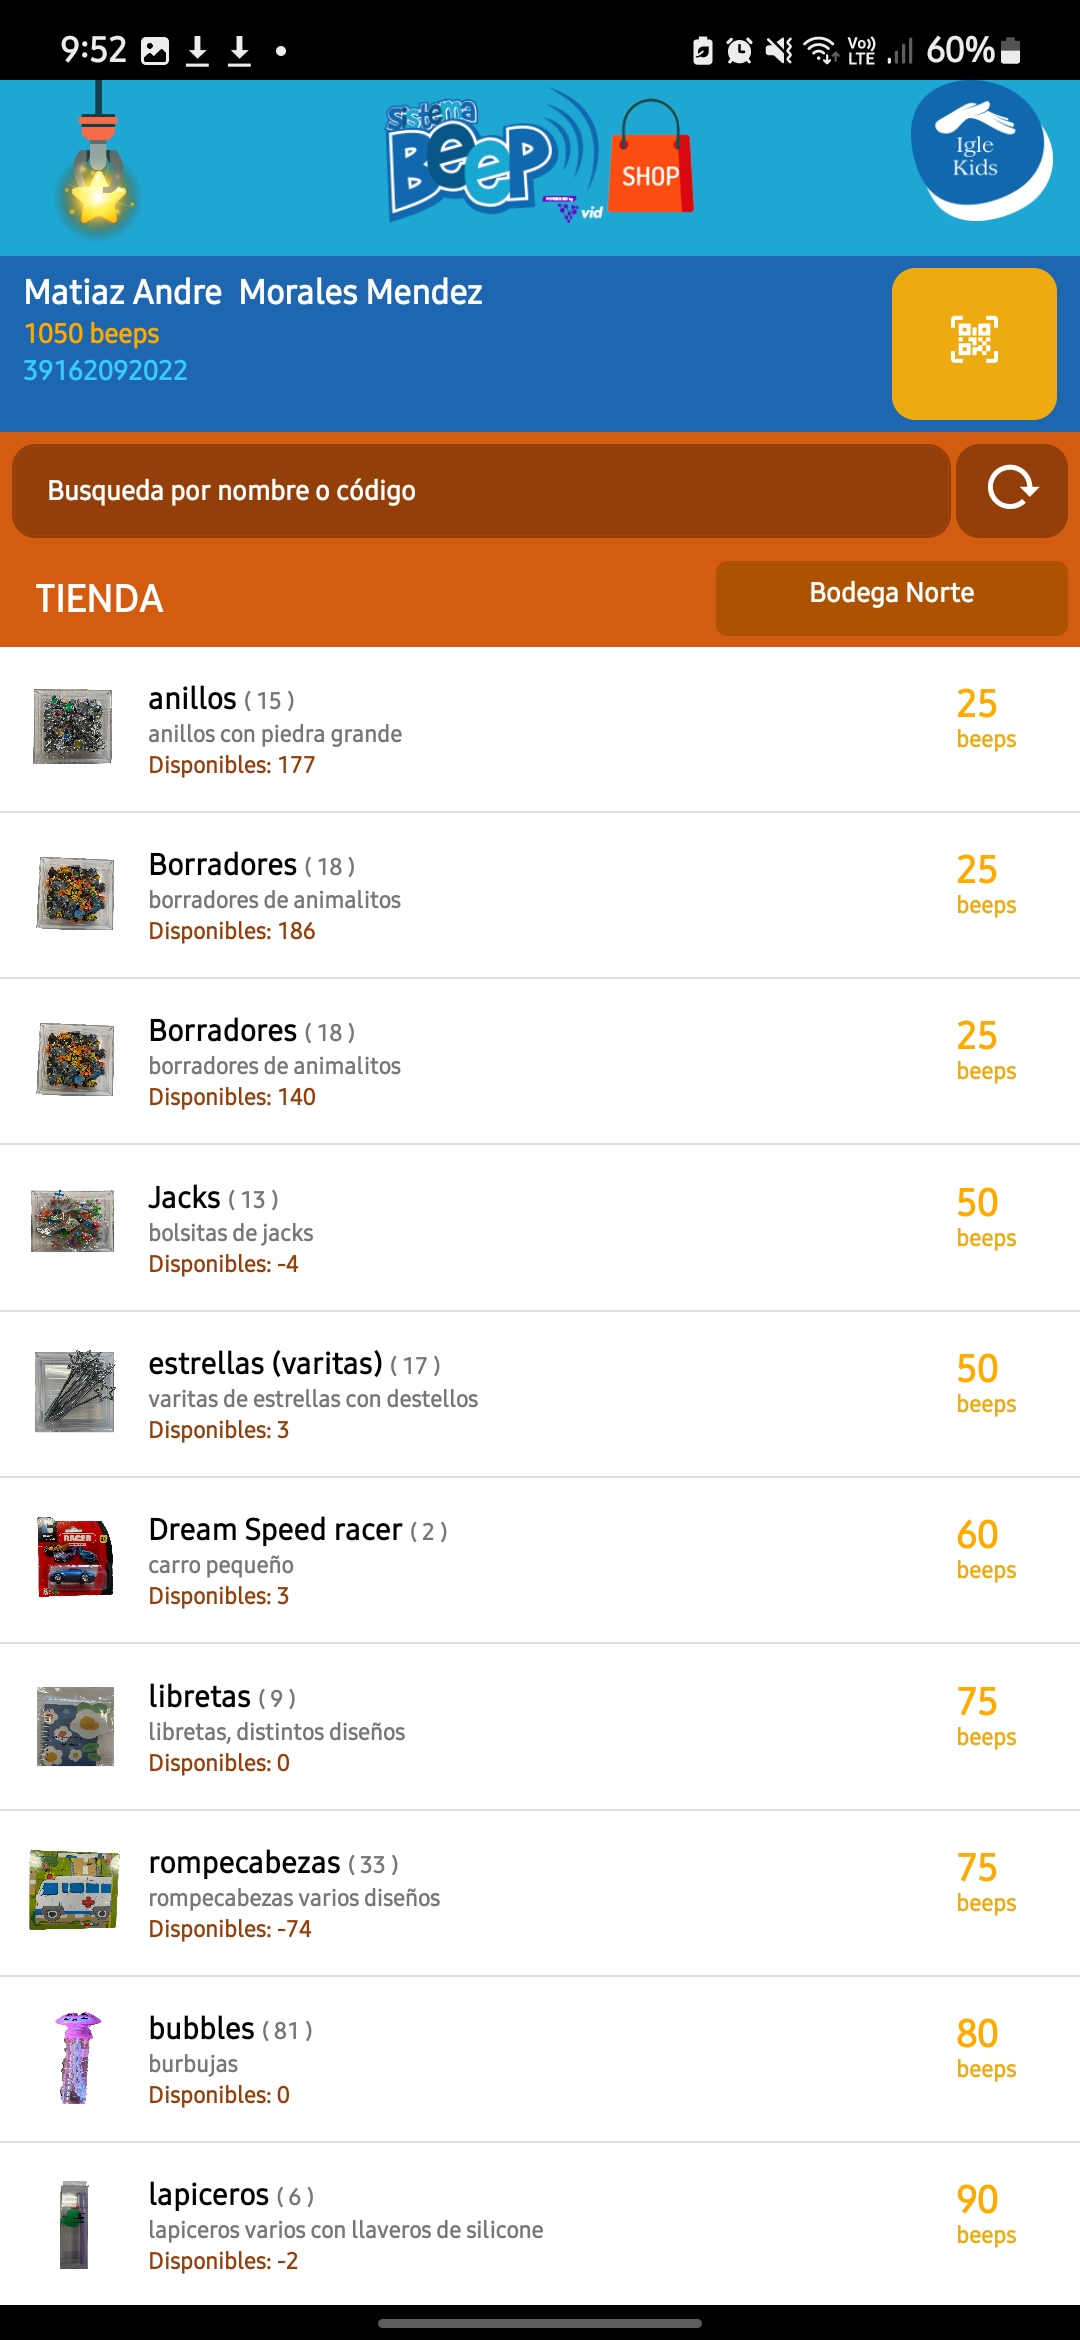 9:52
Vo))
LTE
60%
Sistema
BEEP
SHOP
vid
Igle
Kids
Matiaz Andre  Morales Mendez
1050 beeps
39162092022
Busqueda por nombre o código
TIENDA
Bodega Norte
anillos ( 15 )
anillos con piedra grande
Disponibles: 177
25
beeps
Borradores ( 18 )
borradores de animalitos
Disponibles: 186
25
beeps
Borradores ( 18 )
borradores de animalitos
Disponibles: 140
25
beeps
Jacks ( 13 )
bolsitas de jacks
Disponibles: -4
50
beeps
estrellas (varitas) ( 17 )
varitas de estrellas con destellos
Disponibles: 3
50
beeps
Dream Speed racer ( 2 )
carro pequeño
Disponibles: 3
60
beeps
RACER
libretas ( 9 )
libretas, distintos diseños
Disponibles: 0
75
beeps
rompecabezas ( 33 )
rompecabezas varios diseños
Disponibles: -74
75
beeps
bubbles ( 81 )
burbujas
Disponibles: 0
80
beeps
lapiceros ( 6 )
lapiceros varios con llaveros de silicone
Disponibles: -2
90
beeps